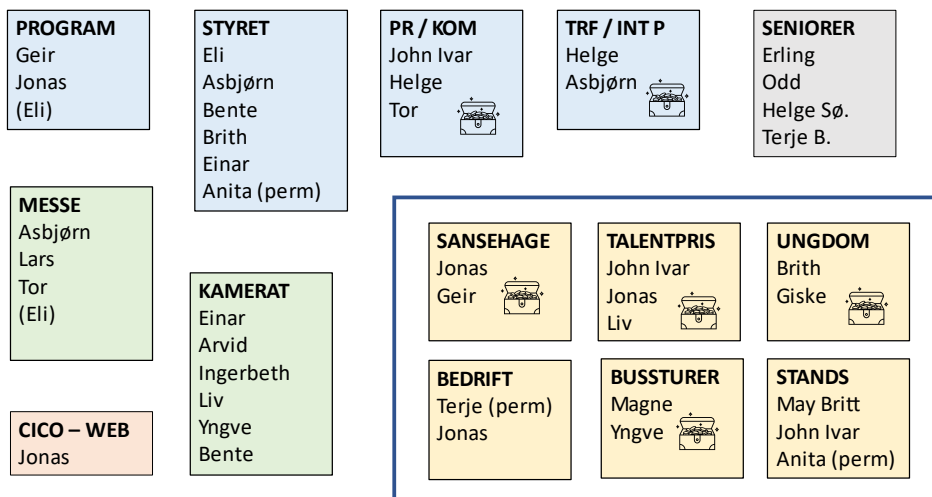 PROGRAM
Geir
Jonas
(Eli)
STYRET
Eli
Asbjørn
Bente
Brith
Einar
Anita (perm)
PR / KOM
John Ivar
Helge
Tor
TRF / INT P
Helge
Asbjørn
SENIORER
Erling
Odd
Helge Sø.
Terje B.
MESSE
Asbjørn
Lars
Tor
(Eli)
KAMERAT
Einar
Arvid
Ingerbeth
Liv
Yngve
Bente
CICO – WEB
Jonas
SANSEHAGE
Jonas
Geir
TALENTPRIS
John Ivar
Jonas
Liv
UNGDOM
Brith
Giske
BEDRIFT
Terje (perm)
Jonas
BUSSTURER
Magne
Yngve
STANDS
May Britt
John Ivar
Anita (perm)